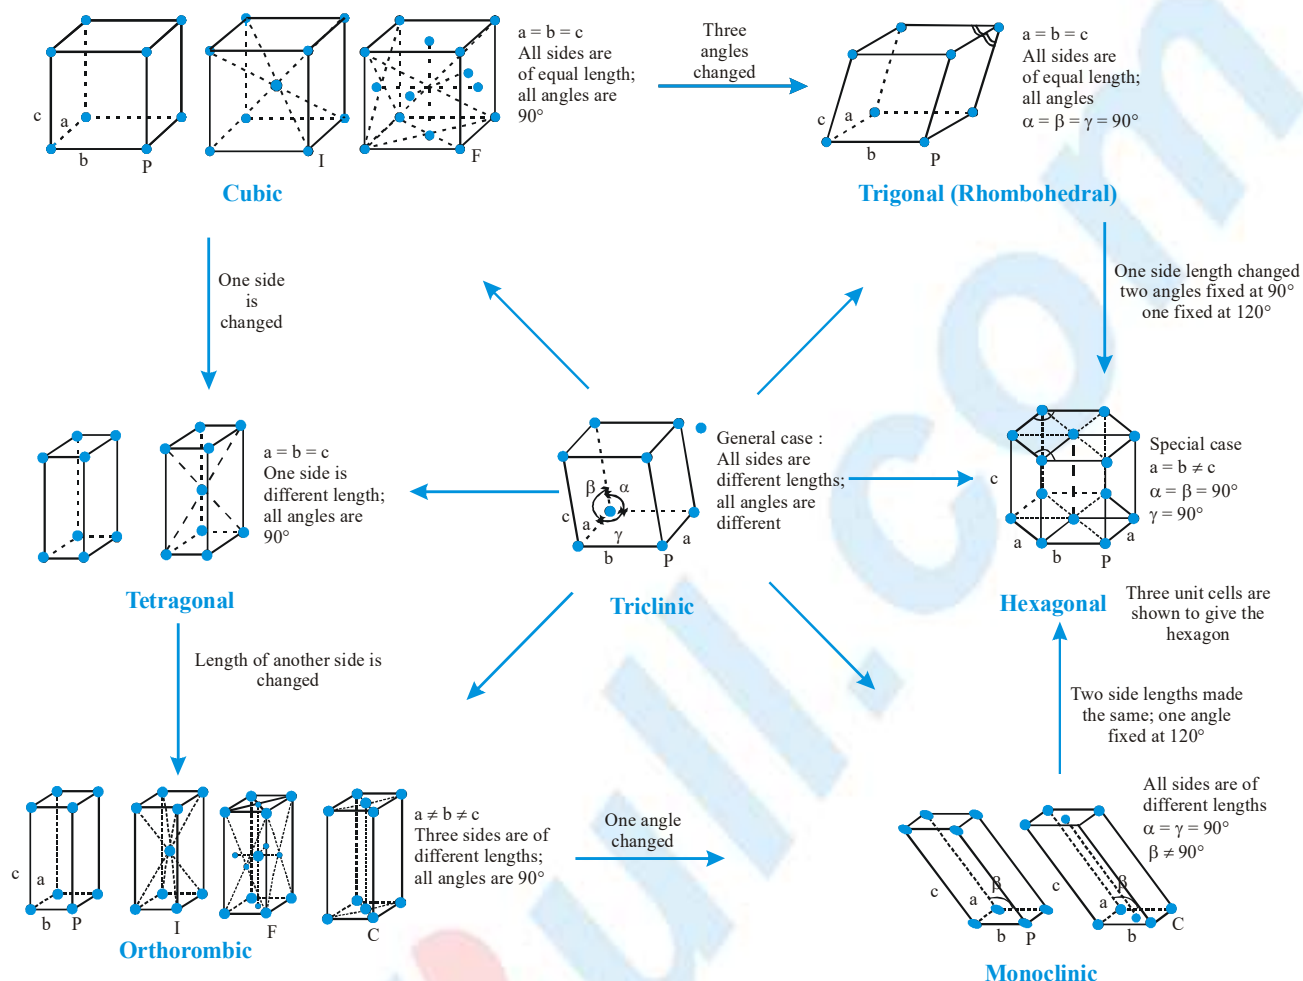 a = b = c
All sides are
of equal length;
all angles are
90°
c
a
b
P
I
F
Cubic
Three
angles
changed
a = b = c
All sides are
of equal length;
all angles
α = β = γ = 90°
c
a
b
P
Trigonal (Rhombohedral)
One side
is
changed
One side length changed
two angles fixed at 90°
one fixed at 120°
a = b = c
One side is
different length;
all angles are
90°
Tetragonal
β
α
c
a
γ
a
b
P
General case :
All sides are
different lengths;
all angles are
different
Triclinic
c
a
b
a
P
Special case
a = b ≠ c
α = β = 90°
γ = 90°
Hexagonal
Three unit cells are
shown to give the
hexagon
Length of another side is
changed
Two side lengths made
the same; one angle
fixed at 120°
c
a
b
P
I
F
C
a ≠ b ≠ c
Three sides are of
different lengths;
all angles are 90°
Orthorombic
One angle
changed
All sides are of
different lengths
α = γ = 90°
β ≠ 90°
c
a
β
b
P
c
a
β
b
C
Monoclinic
ull.com